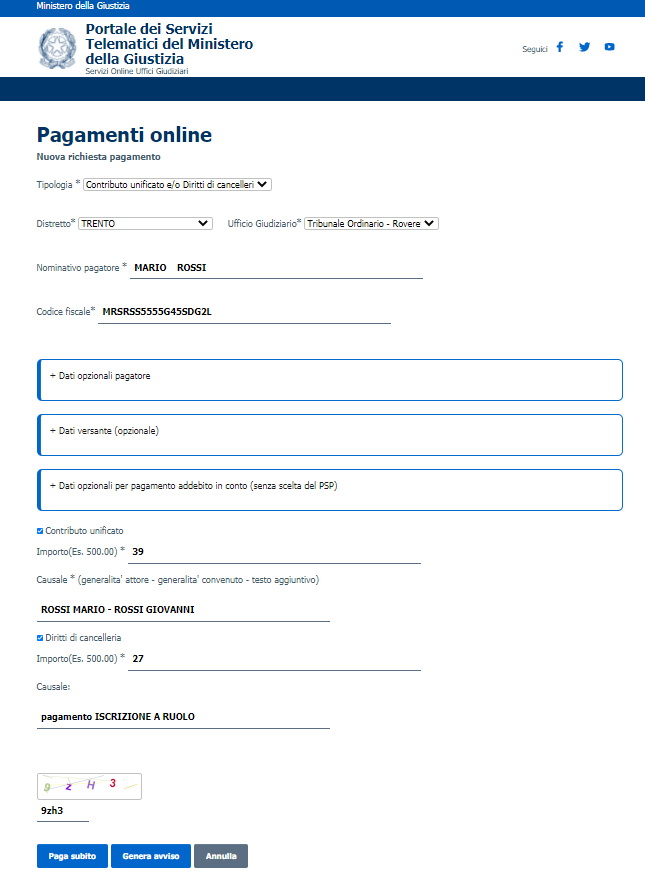 Ministero della Giustizia
Portale dei Servizi
Telematici del Ministero
della Giustizia
Servizi Online Uffici Giudiziari
Seguici
Pagamenti online
Nuova richiesta pagamento
Tipologia * Contributo unificato e/o Diritti di cancelleri
Distretto* TRENTO Ufficio Giudiziario* Tribunale Ordinario - Rovere
Nominativo pagatore * MARIO ROSSI
Codice fiscale* MRSRSS5555G45SDG2L
+ Dati opzionali pagatore
+ Dati versante (opzionale)
+ Dati opzionali per pagamento addebito in conto (senza scelta del PSP)
Contributo unificato
Importo(Es. 500.00) * 39
Causale * (generalita' attore - generalita' convenuto - testo aggiuntivo)
ROSSI MARIO - ROSSI GIOVANNI
Diritti di cancelleria
Importo(Es. 500.00) * 27
Causale:
pagamento ISCRIZIONE A RUOLO
9 z H 3
9zh3
Paga subito Genera avviso Annulla